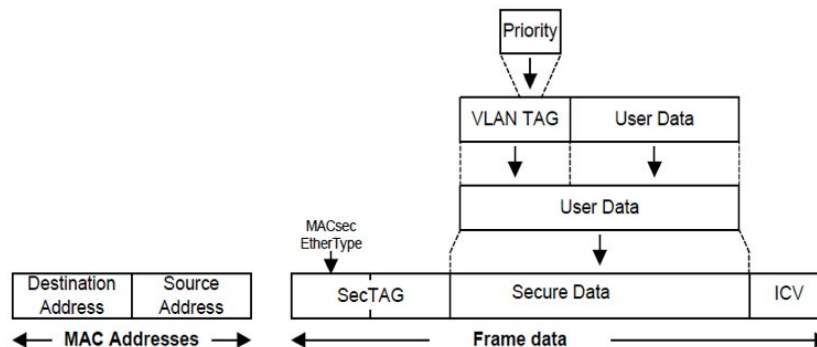 Priority
VLAN TAG
User Data
User Data
MACsec
EtherType
Destination
Address
Source
Address
SecTAG
Secure Data
ICV
MAC Addresses
Frame data